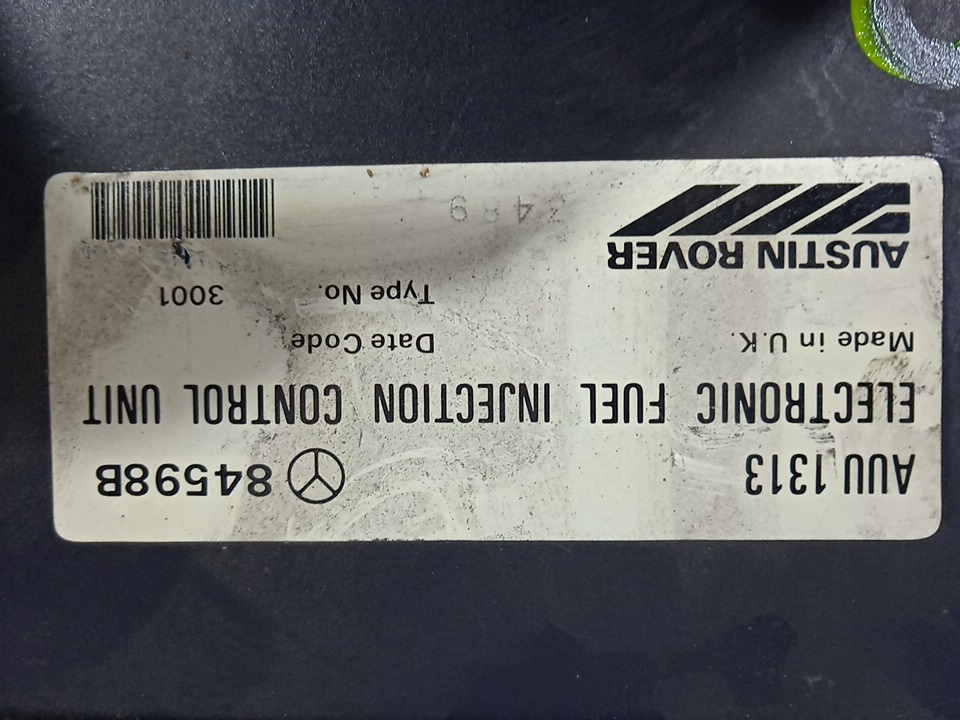 AUU 1313 84598B
ELECTRONIC FUEL INJECTION CONTROL UNIT
Made in U.K. Date Code
Type No. 3001
AUSTIN ROVER